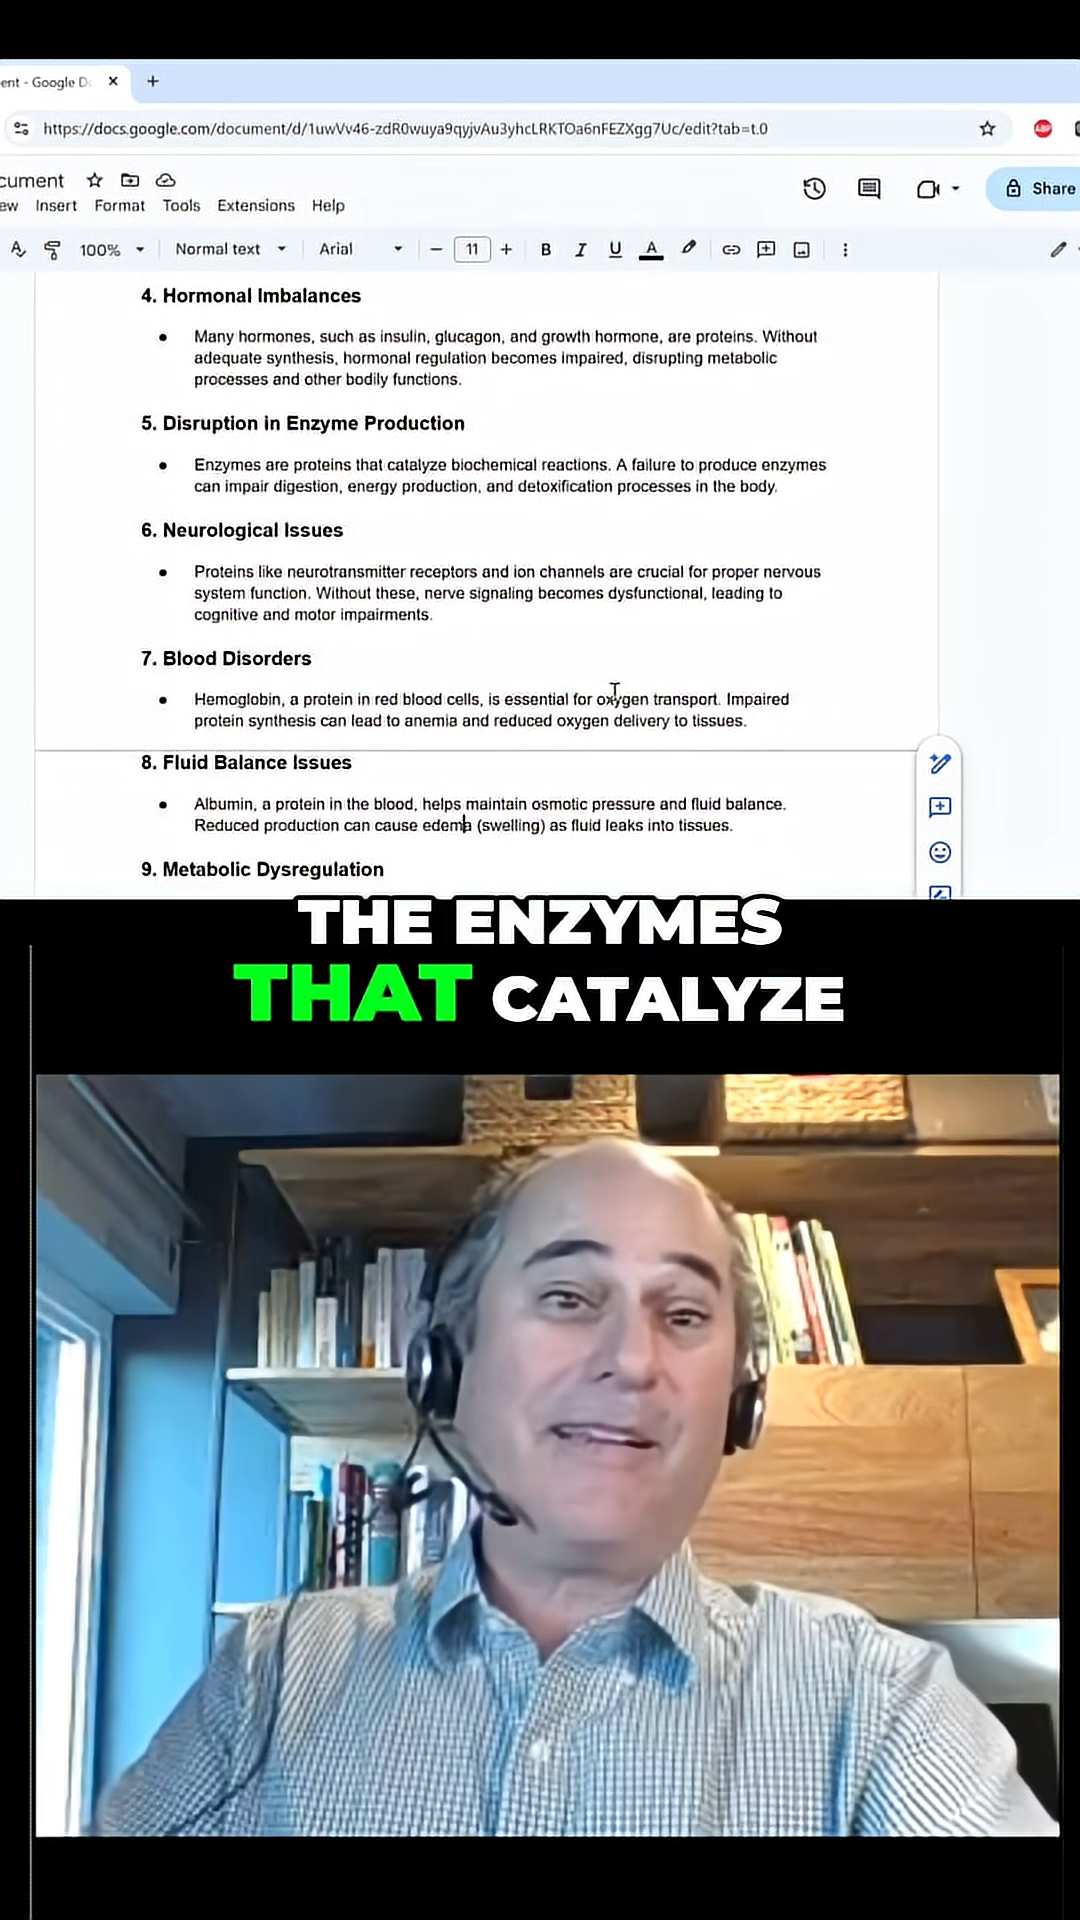 ent - Google D
https://docs.google.com/document/d/1uwVv46-zdR0wuya9qyjvAu3yhcLRKTOa6nFEZXgg7Uc/edit?tab=t.0
ABP
cument
Share
ew Insert Format Tools Extensions Help
100% Normal text Arial 11 B I U A
4. Hormonal Imbalances
● Many hormones, such as insulin, glucagon, and growth hormone, are proteins. Without
adequate synthesis, hormonal regulation becomes impaired, disrupting metabolic
processes and other bodily functions.
5. Disruption in Enzyme Production
● Enzymes are proteins that catalyze biochemical reactions. A failure to produce enzymes
can impair digestion, energy production, and detoxification processes in the body.
6. Neurological Issues
● Proteins like neurotransmitter receptors and ion channels are crucial for proper nervous
system function. Without these, nerve signaling becomes dysfunctional, leading to
cognitive and motor impairments.
7. Blood Disorders
● Hemoglobin, a protein in red blood cells, is essential for oxygen transport. Impaired
protein synthesis can lead to anemia and reduced oxygen delivery to tissues.
8. Fluid Balance Issues
● Albumin, a protein in the blood, helps maintain osmotic pressure and fluid balance.
Reduced production can cause edema (swelling) as fluid leaks into tissues.
9. Metabolic Dysregulation
THE ENZYMES
THAT CATALYZE